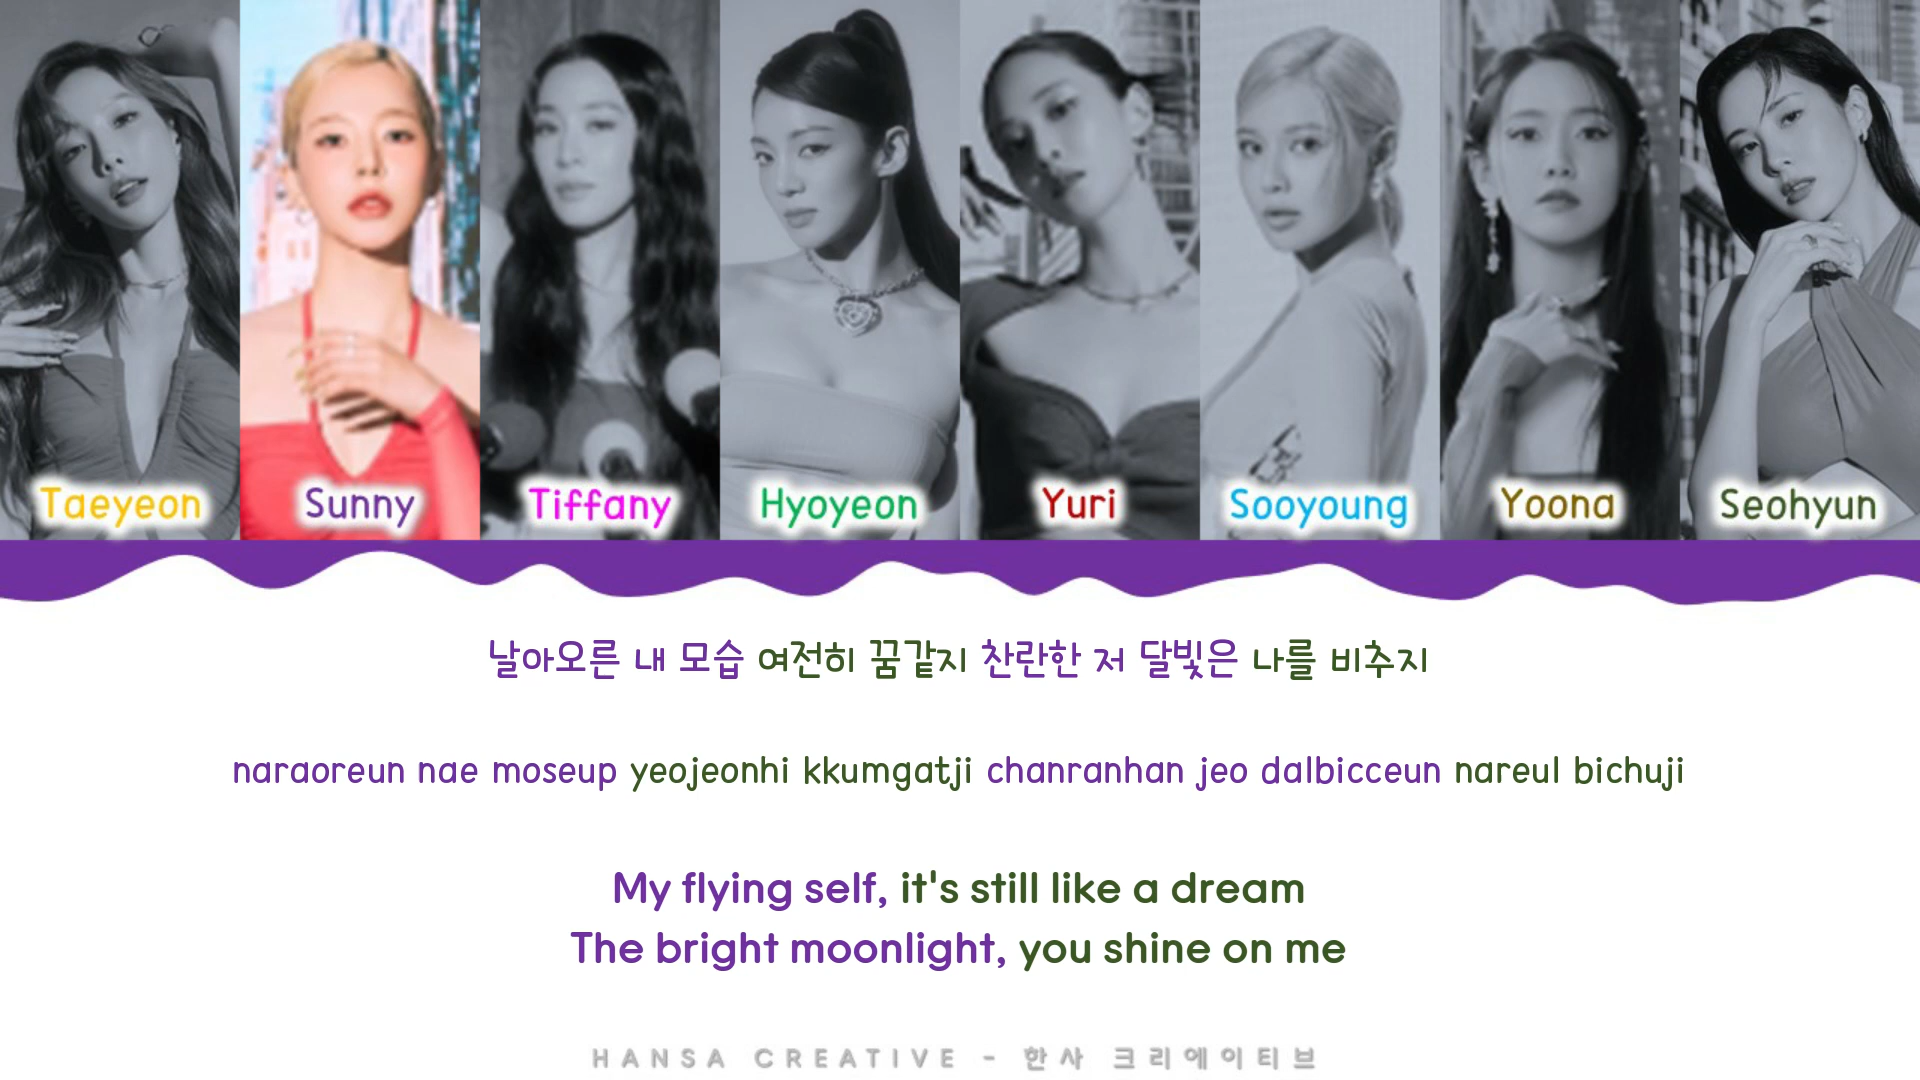 Taeyeon Sunny Tiffany Hyoyeon Yuri Sooyoung Yoona Seohyun
날아오른 내 모습 여전히 꿈같지 찬란한 저 달빛은 나를 비추지
naraoreun nae moseup yeojeonhi kkumgatji chanranhan jeo dalbicceun nareul bichuji
My flying self, it's still like a dream
The bright moonlight, you shine on me
HANSA CREATIVE - 한사 크리에이티브